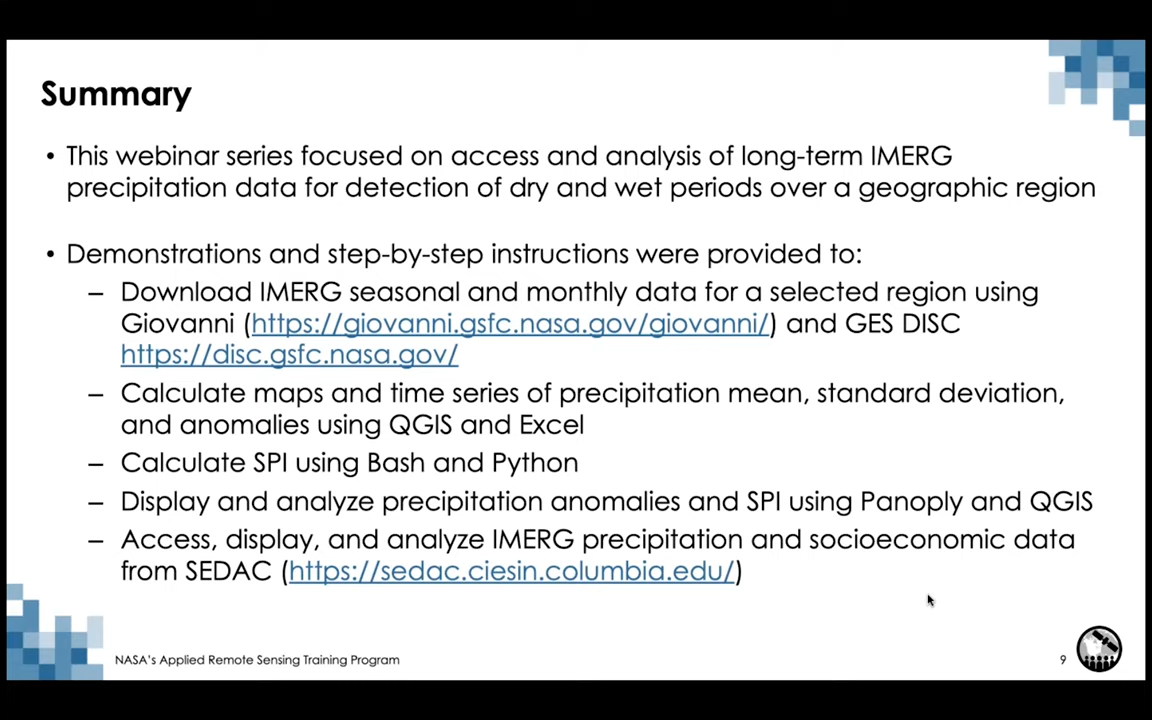 Summary
• This webinar series focused on access and analysis of long-term IMERG
precipitation data for detection of dry and wet periods over a geographic region
• Demonstrations and step-by-step instructions were provided to:
– Download IMERG seasonal and monthly data for a selected region using
Giovanni (https://giovanni.gsfc.nasa.gov/giovanni/) and GES DISC
https://disc.gsfc.nasa.gov/
– Calculate maps and time series of precipitation mean, standard deviation,
and anomalies using QGIS and Excel
– Calculate SPI using Bash and Python
– Display and analyze precipitation anomalies and SPI using Panoply and QGIS
– Access, display, and analyze IMERG precipitation and socioeconomic data
from SEDAC (https://sedac.ciesin.columbia.edu/)
NASA's Applied Remote Sensing Training Program
9